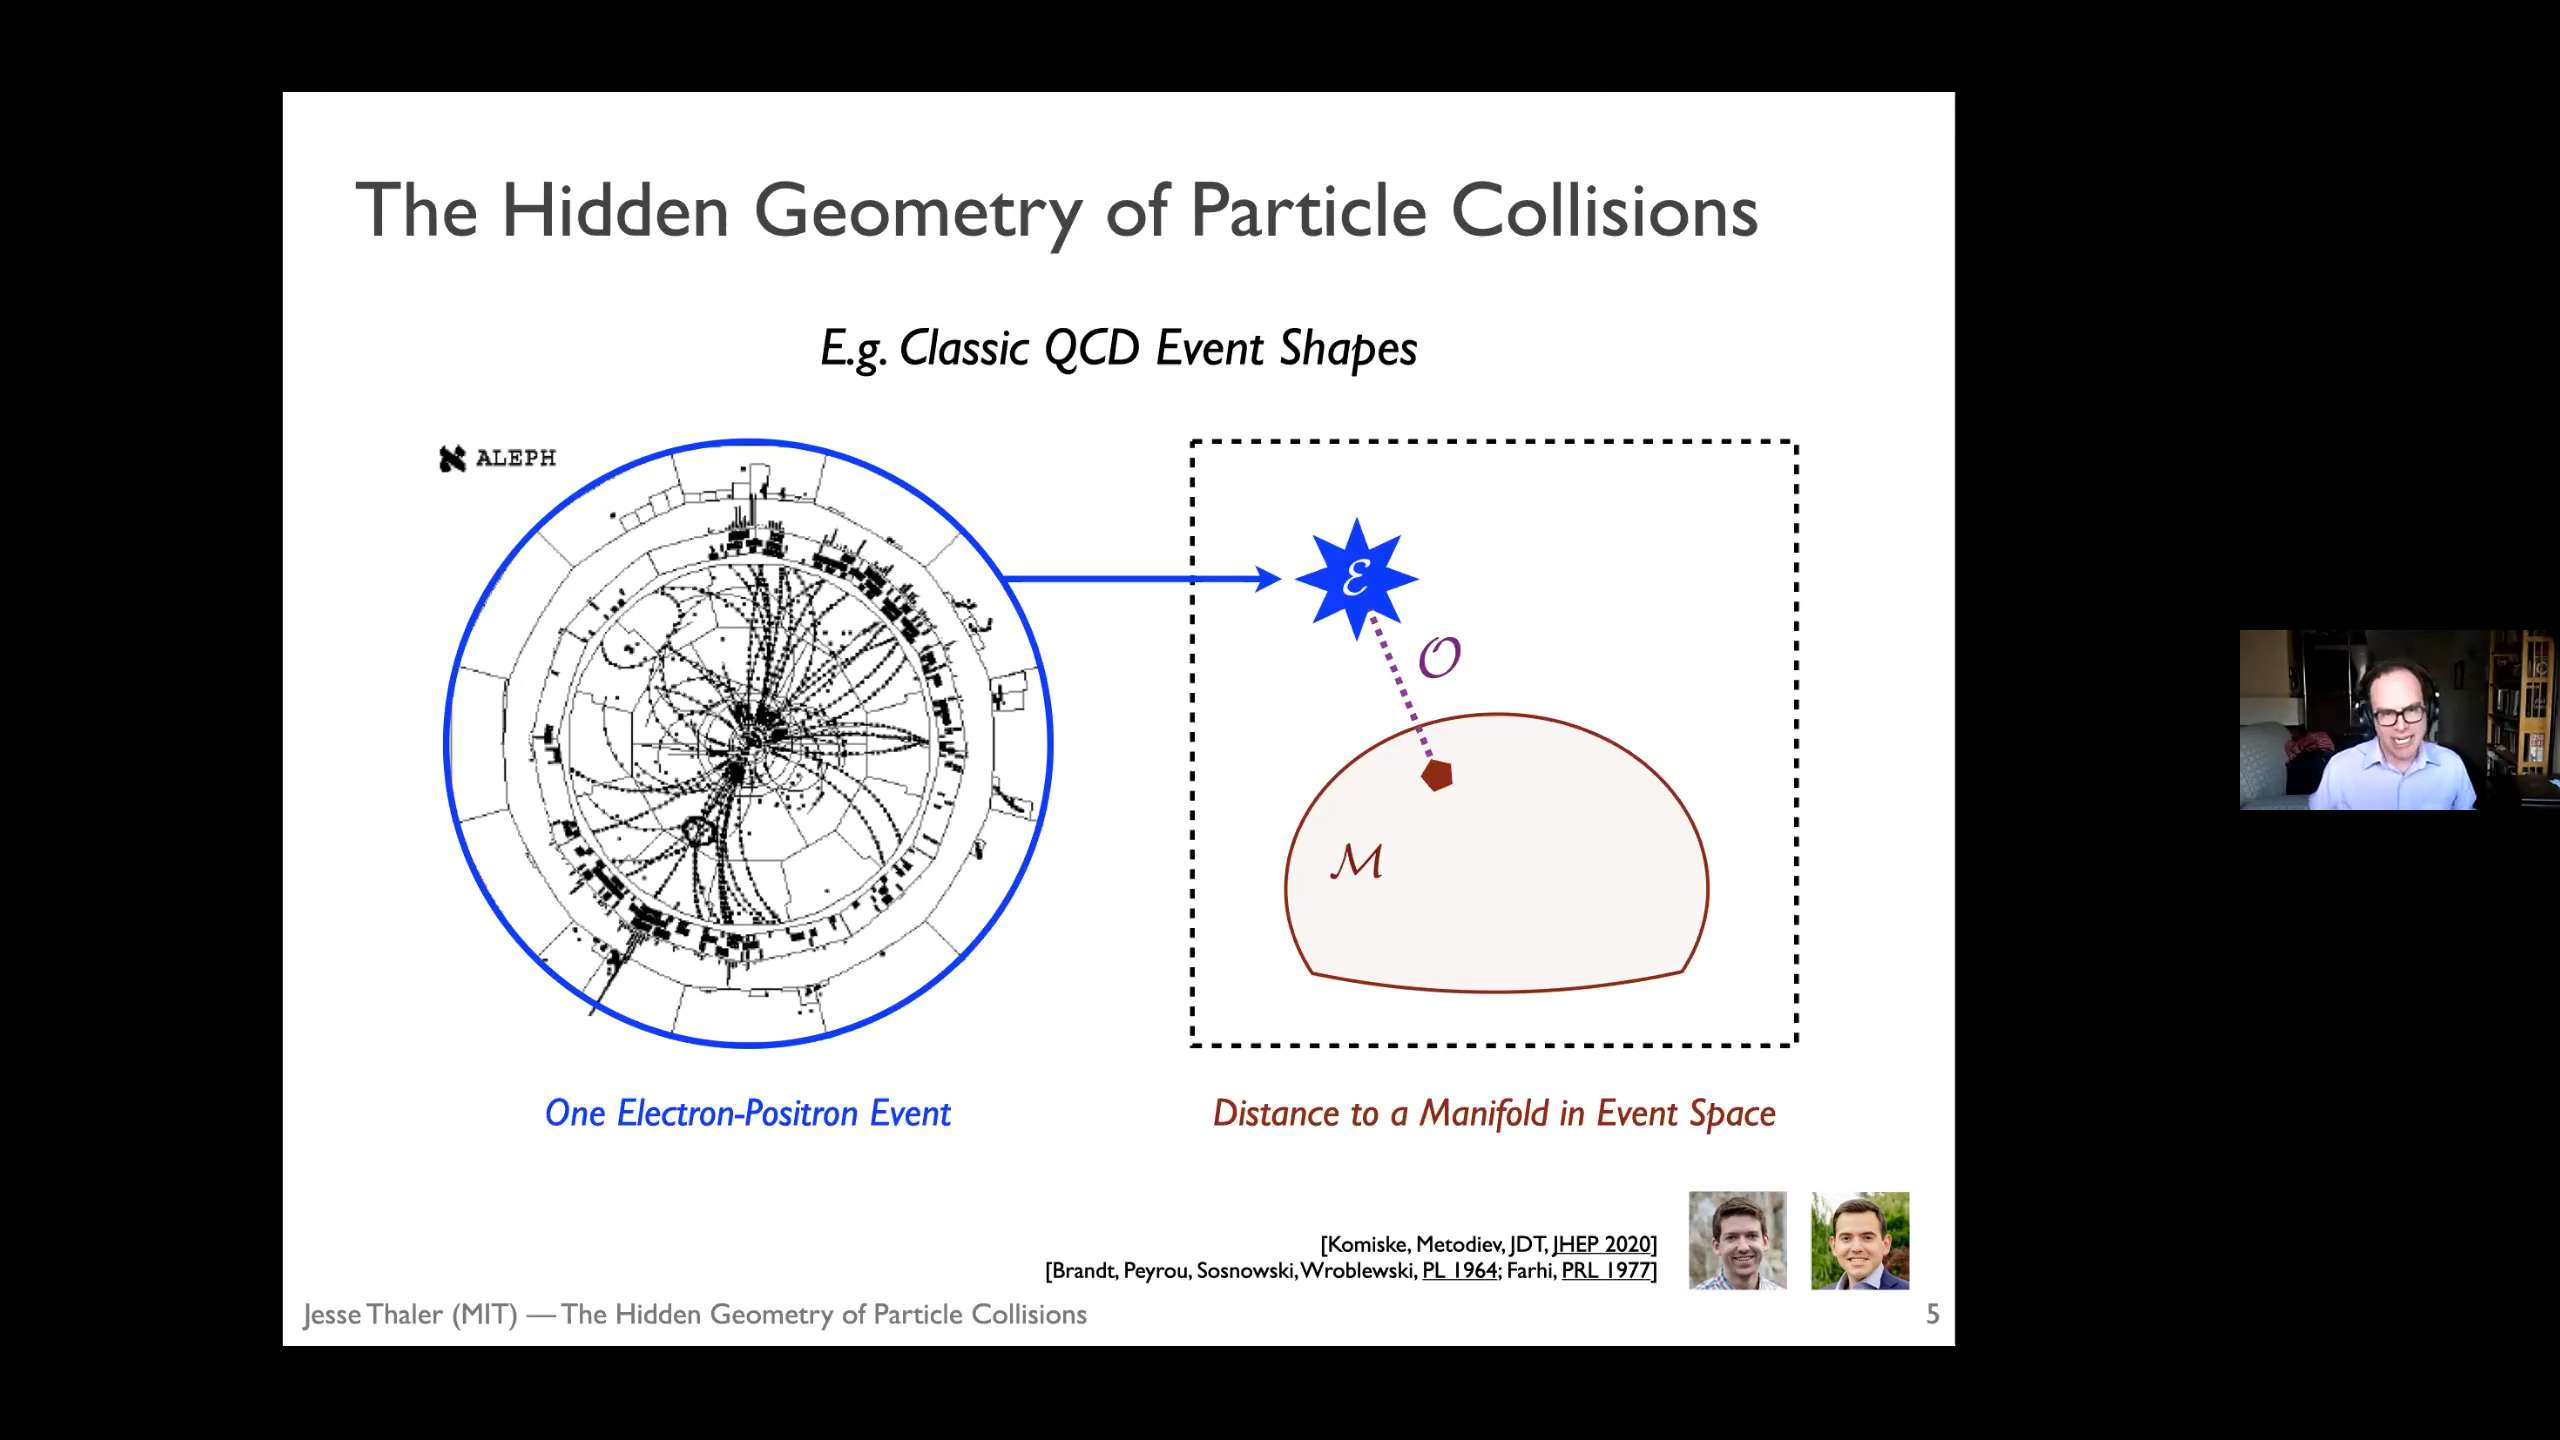 The Hidden Geometry of Particle Collisions
E.g. Classic QCD Event Shapes
ALEPH
ℰ
𝒪
ℳ
One Electron-Positron Event
Distance to a Manifold in Event Space
[Komiske, Metodiev, JDT, JHEP 2020]
[Brandt, Peyrou, Sosnowski, Wroblewski, PL 1964; Farhi, PRL 1977]
Jesse Thaler (MIT) — The Hidden Geometry of Particle Collisions
5